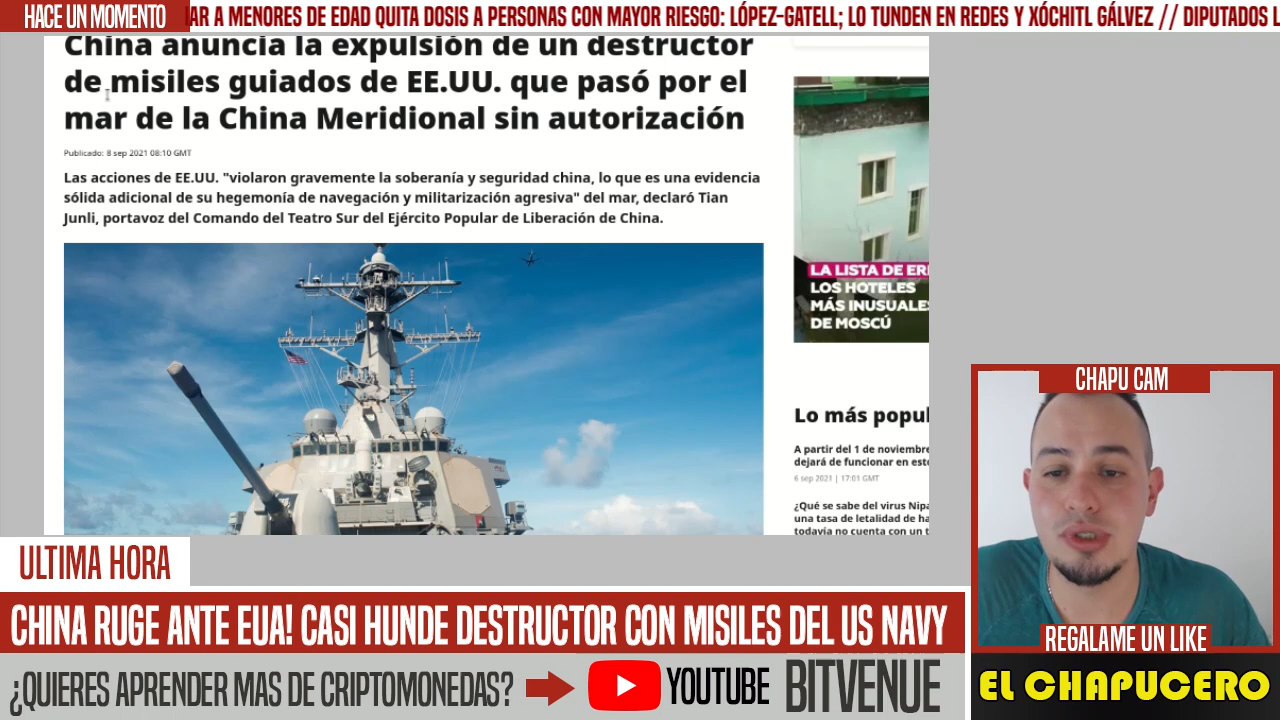 HACE UN MOMENTO
AR A MENORES DE EDAD QUITA DOSIS A PERSONAS CON MAYOR RIESGO: LÓPEZ-GATELL; LO TUNDEN EN REDES Y XÓCHITL GÁLVEZ // DIPUTADOS L
China anuncia la expulsión de un destructor
de misiles guiados de EE.UU. que pasó por el
mar de la China Meridional sin autorización
Publicado: 8 sep 2021 08:10 GMT
Las acciones de EE.UU. "violaron gravemente la soberanía y seguridad china, lo que es una evidencia
sólida adicional de su hegemonía de navegación y militarización agresiva" del mar, declaró Tian
Junli, portavoz del Comando del Teatro Sur del Ejército Popular de Liberación de China.
LA LISTA DE ER
LOS HOTELES
MÁS INUSUALES
DE MOSCÚ
Lo más popul
A partir del 1 de noviembre
dejará de funcionar en est
6 sep 2021 | 17:01 GMT
¿Qué se sabe del virus Nipa
una tasa de letalidad de ha
todavía no cuenta con un t
CHAPU CAM
REGALAME UN LIKE
EL CHAPUCERO
ULTIMA HORA
CHINA RUGE ANTE EUA! CASI HUNDE DESTRUCTOR CON MISILES DEL US NAVY
¿QUIERES APRENDER MAS DE CRIPTOMONEDAS?
YOUTUBE
BITVENUE